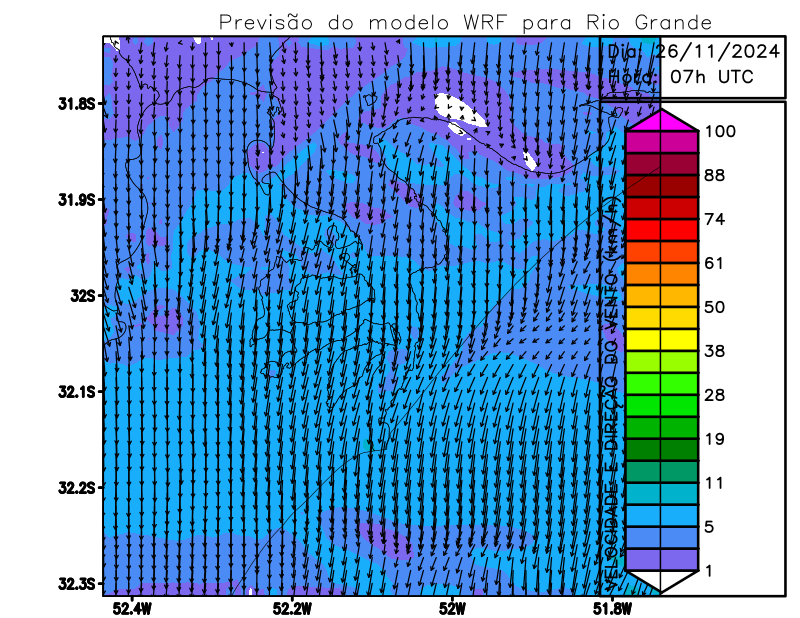 Previsão do modelo WRF para Rio Grande
Dia: 26/11/2024
Hora: 07h UTC
31.8S
31.9S
32S
32.1S
32.2S
32.3S
52.4W
52.2W
52W
51.8W
VELOCIDADE E DIREÇÃO DO VENTO (km/h)
100
88
74
61
50
38
28
19
11
5
1